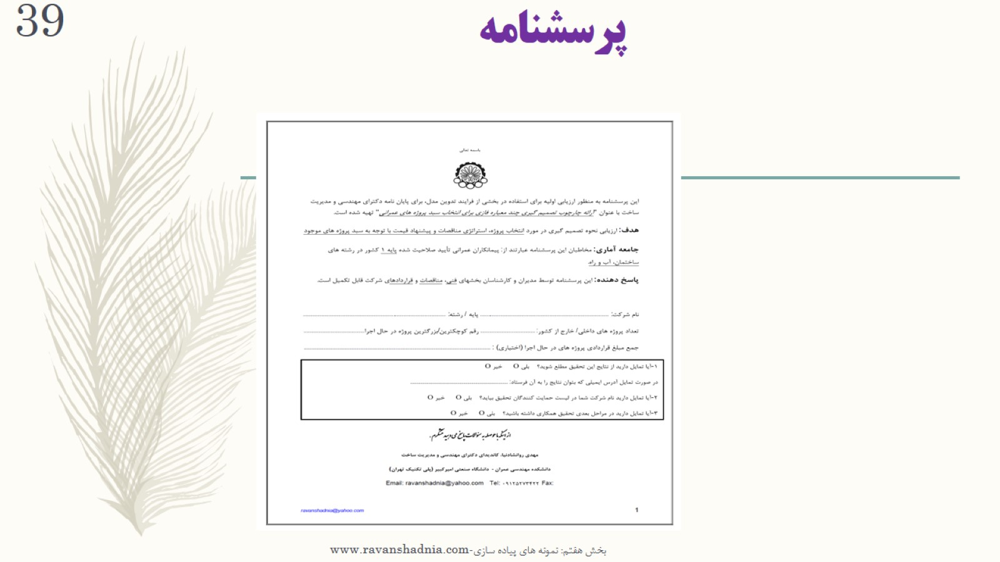 39
پرسشنامه
باسمه تعالی
این پرسشنامه به منظور ارزیابی اولیه برای استفاده در بخشی از فرایند تدوین مدل، برای پایان نامه دکترای مهندسی و مدیریت
ساخت با عنوان "ارائه چارچوب تصمیم گیری چند معیاره فازی برای انتخاب سبد پروژه های عمرانی" تهیه شده است.
هدف: ارزیابی نحوه تصمیم گیری در مورد انتخاب پروژه، استراتژی مناقصات و پیشنهاد قیمت با توجه به سبد پروژه های موجود
جامعه آماری: مخاطبان این پرسشنامه عبارتند از: پیمانکاران عمرانی تأیید صلاحیت شده پایه ۱ کشور در رشته های
ساختمان، آب و راه.
پاسخ دهنده: این پرسشنامه توسط مدیران و کارشناسان بخشهای فنی، مناقصات و قراردادهای شرکت قابل تکمیل است.
نام شرکت: .................... پایه / رشته: ....................
تعداد پروژه های داخلی/ خارج از کشور: .................... رقم کوچکترین/بزرگترین پروژه در حال اجرا....................
جمع مبلغ قراردادی پروژه های در حال اجرا (اختیاری) : ....................
۱-آیا تمایل دارید از نتایج این تحقیق مطلع شوید؟ بلی O خیر O
در صورت تمایل آدرس ایمیلی که بتوان نتایج را به آن فرستاد: ....................
۲-آیا تمایل دارید نام شرکت شما در لیست حمایت کنندگان تحقیق بیاید؟ بلی O خیر O
۳-آیا تمایل دارید در مراحل بعدی تحقیق همکاری داشته باشید؟ بلی O خیر O
از اینکه با حوصله به سئوالات پاسخ می دهید متشکرم.
مهدی روانشادنیا، کاندیدای دکترای مهندسی و مدیریت ساخت
دانشکده مهندسی عمران - دانشگاه صنعتی امیرکبیر (پلی تکنیک تهران)
Email: ravanshadnia@yahoo.com Tel: ۰۹۱۲۵۲۷۳۴۲۲ Fax:
ravanshadnia@yahoo.com 1
بخش هفتم: نمونه های پیاده سازی-www.ravanshadnia.com